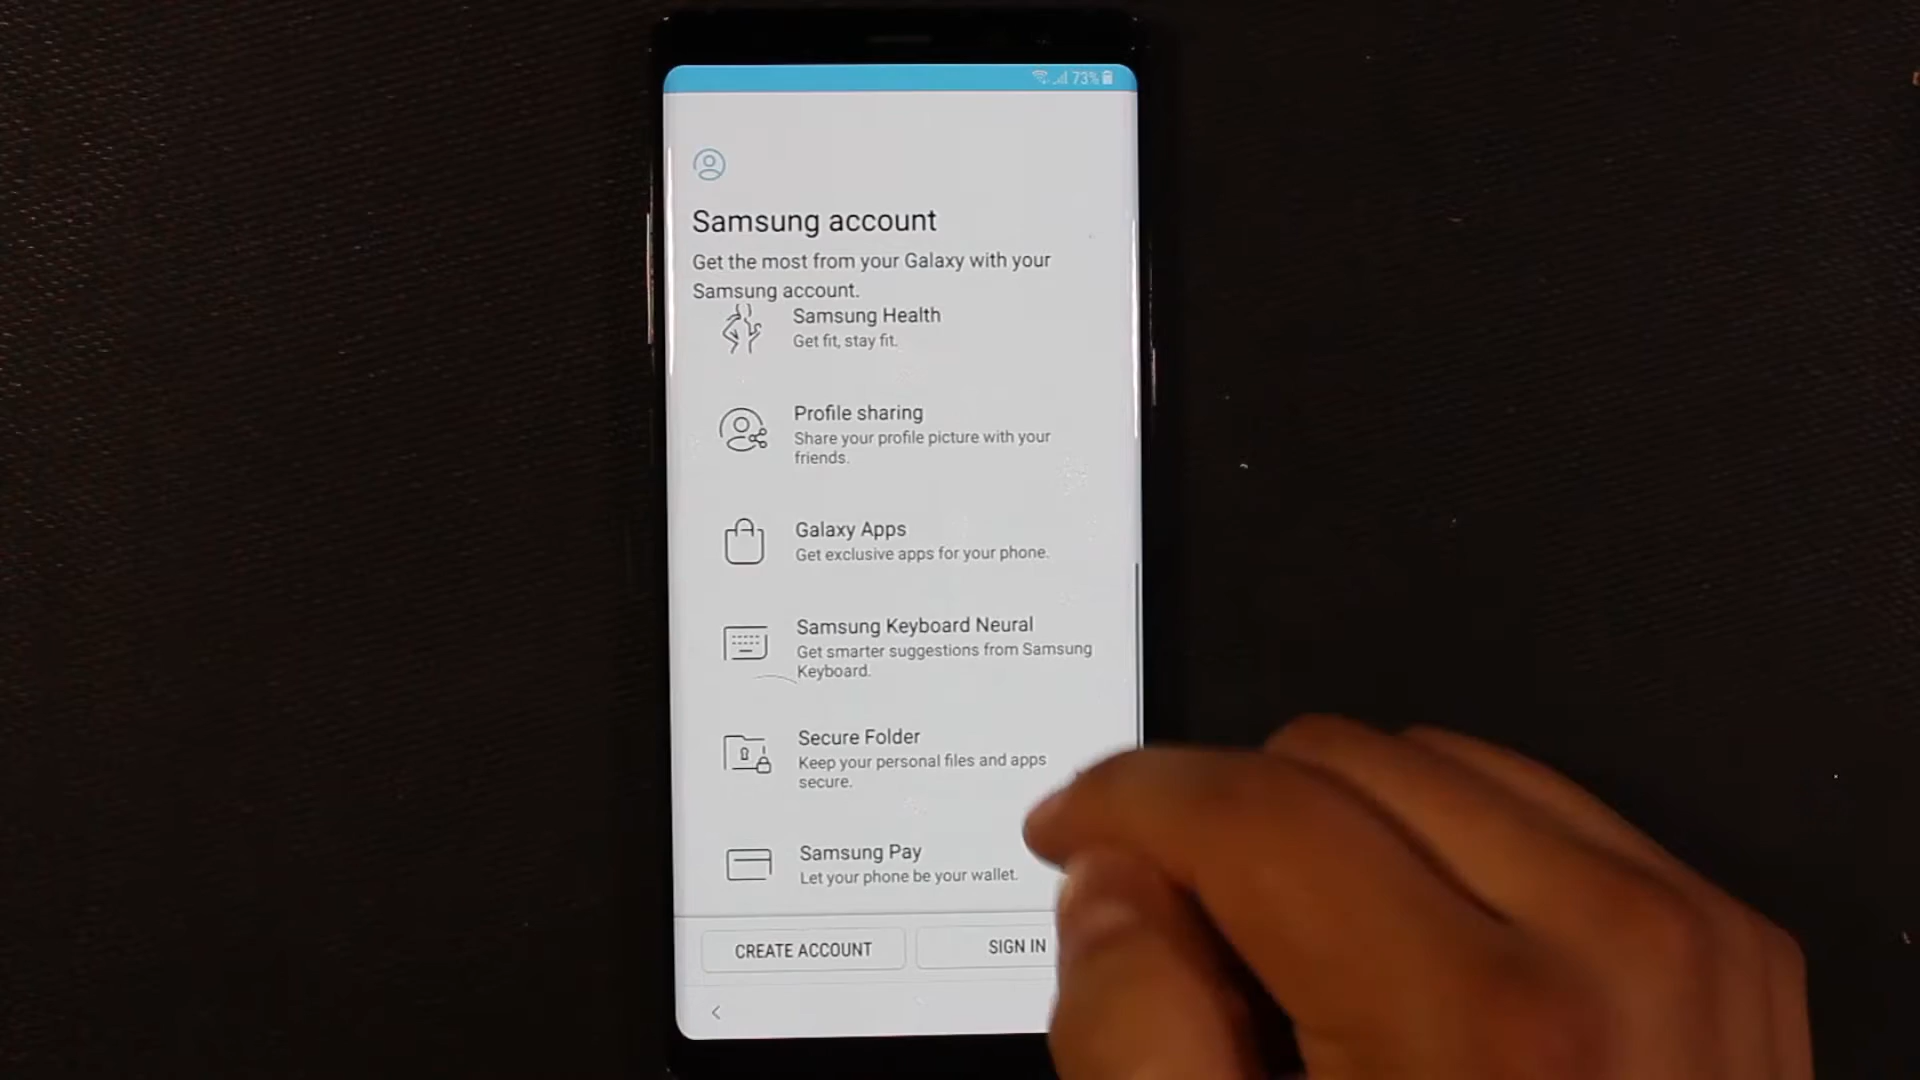 73%
Samsung account
Get the most from your Galaxy with your
Samsung account.
Samsung Health
Get fit, stay fit.
Profile sharing
Share your profile picture with your
friends.
Galaxy Apps
Get exclusive apps for your phone.
Samsung Keyboard Neural
Get smarter suggestions from Samsung
Keyboard.
Secure Folder
Keep your personal files and apps
secure.
Samsung Pay
Let your phone be your wallet.
CREATE ACCOUNT
SIGN IN